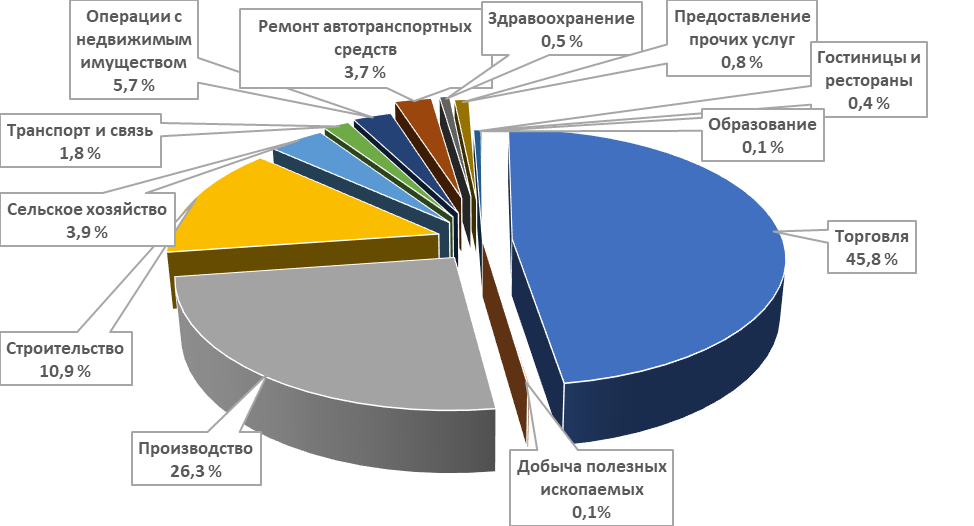 Операции с
недвижимым
имуществом
5,7 %
Ремонт автотранспортных
средств
3,7 %
Здравоохранение
0,5 %
Предоставление
прочих услуг
0,8 %
Гостиницы и
рестораны
0,4 %
Образование
0,1 %
Транспорт и связь
1,8 %
Сельское хозяйство
3,9 %
Торговля
45,8 %
Строительство
10,9 %
Производство
26,3 %
Добыча полезных
ископаемых
0,1%